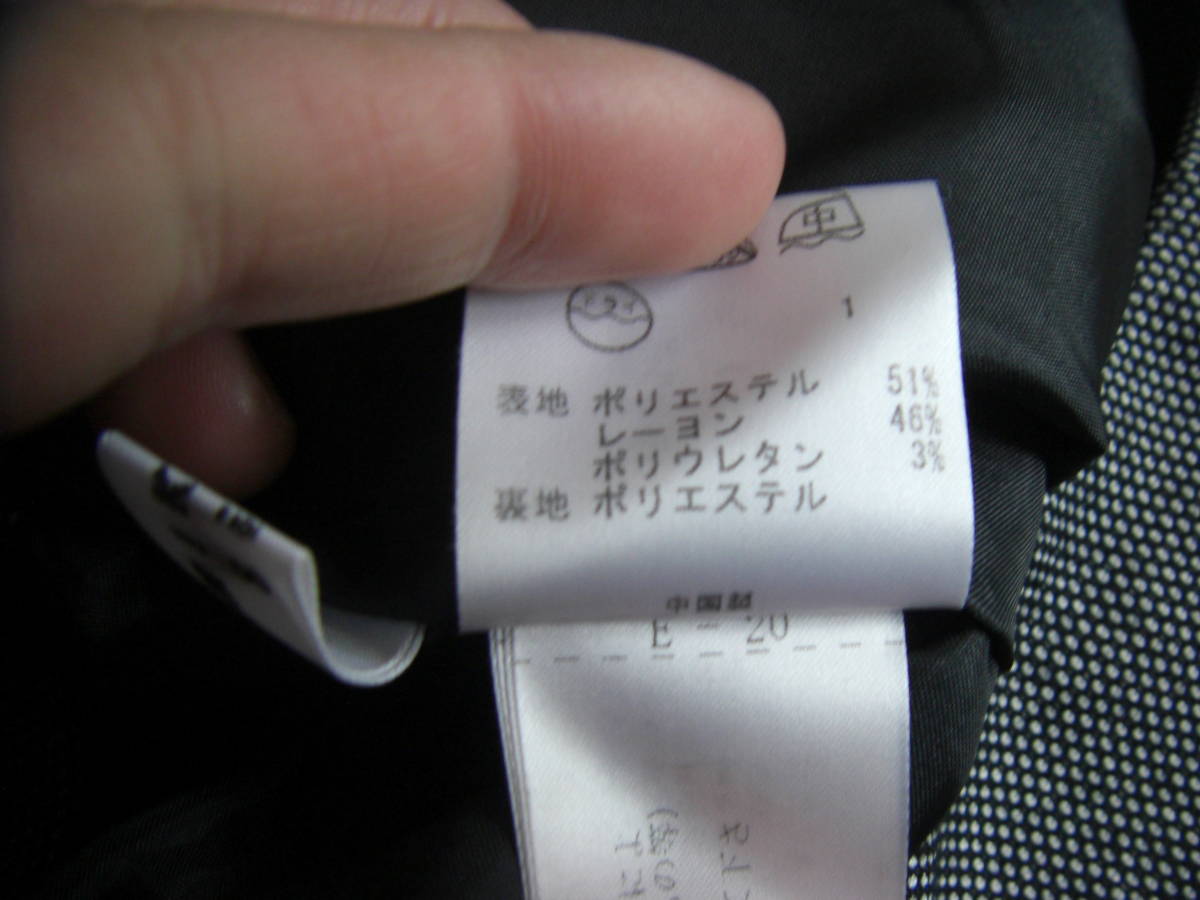 中
ドライ
1
表地 ポリエステル 51%
レーヨン 46%
ポリウレタン 3%
裏地 ポリエステル
中国製
E - 20